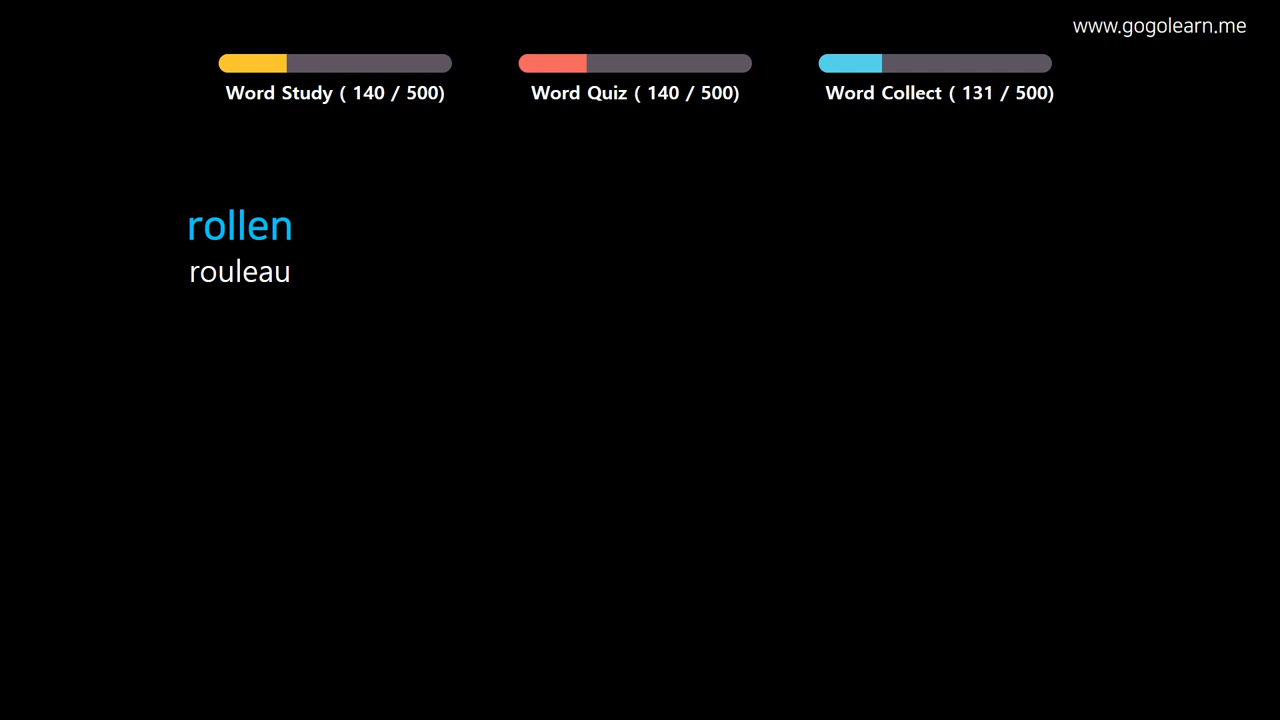 www.gogolearn.me
Word Study ( 140 / 500)
Word Quiz ( 140 / 500)
Word Collect ( 131 / 500)
rollen
rouleau